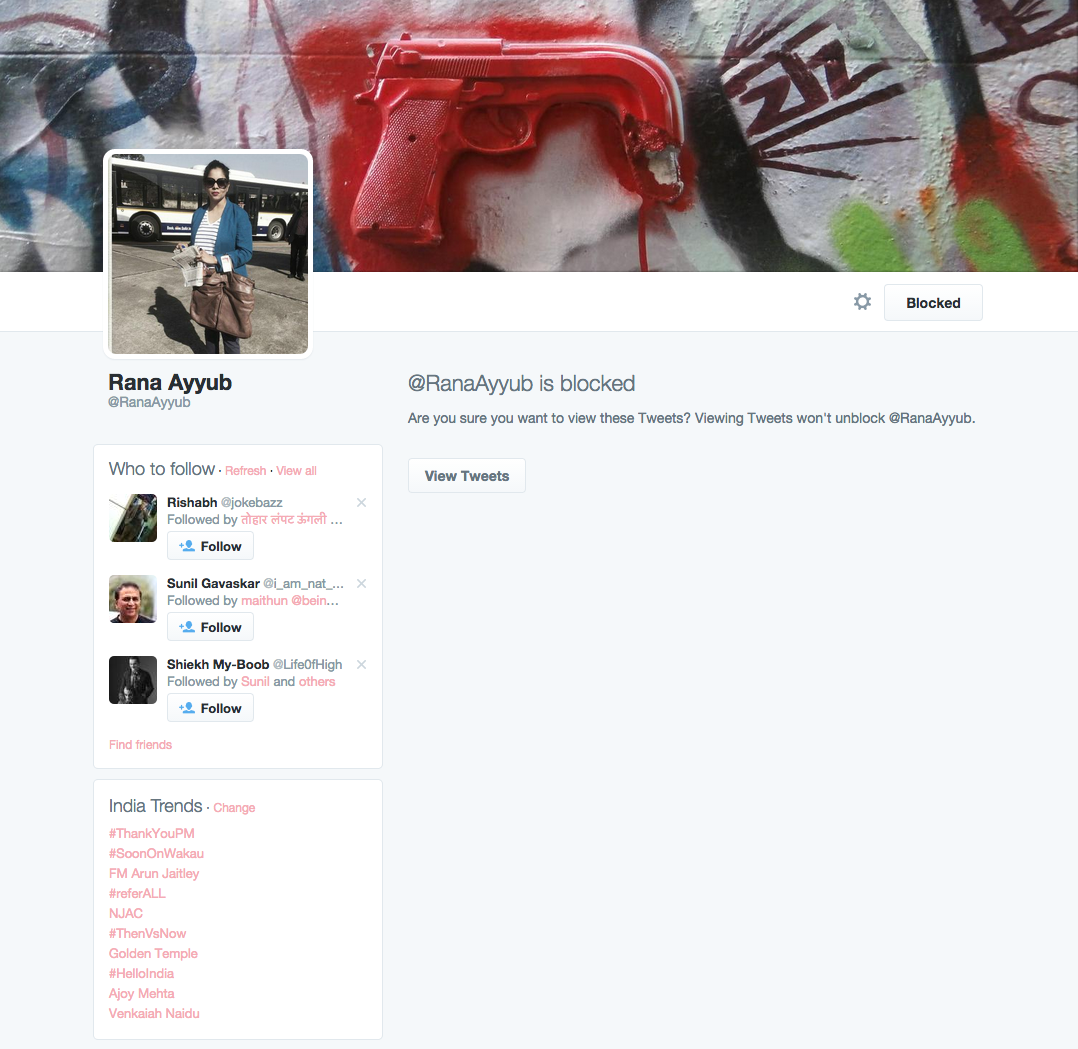 Blocked
Rana Ayyub
@RanaAyyub
@RanaAyyub is blocked
Are you sure you want to view these Tweets? Viewing Tweets won't unblock @RanaAyyub.
View Tweets
Who to follow · Refresh · View all
Rishabh @jokebazz
Followed by तोहार लंपट ऊंगली ...
Follow
Sunil Gavaskar @i_am_nat_...
Followed by maithun @bein...
Follow
Shiekh My-Boob @Life0fHigh
Followed by Sunil and others
Follow
Find friends
India Trends · Change
#ThankYouPM
#SoonOnWakau
FM Arun Jaitley
#referALL
NJAC
#ThenVsNow
Golden Temple
#HelloIndia
Ajoy Mehta
Venkaiah Naidu